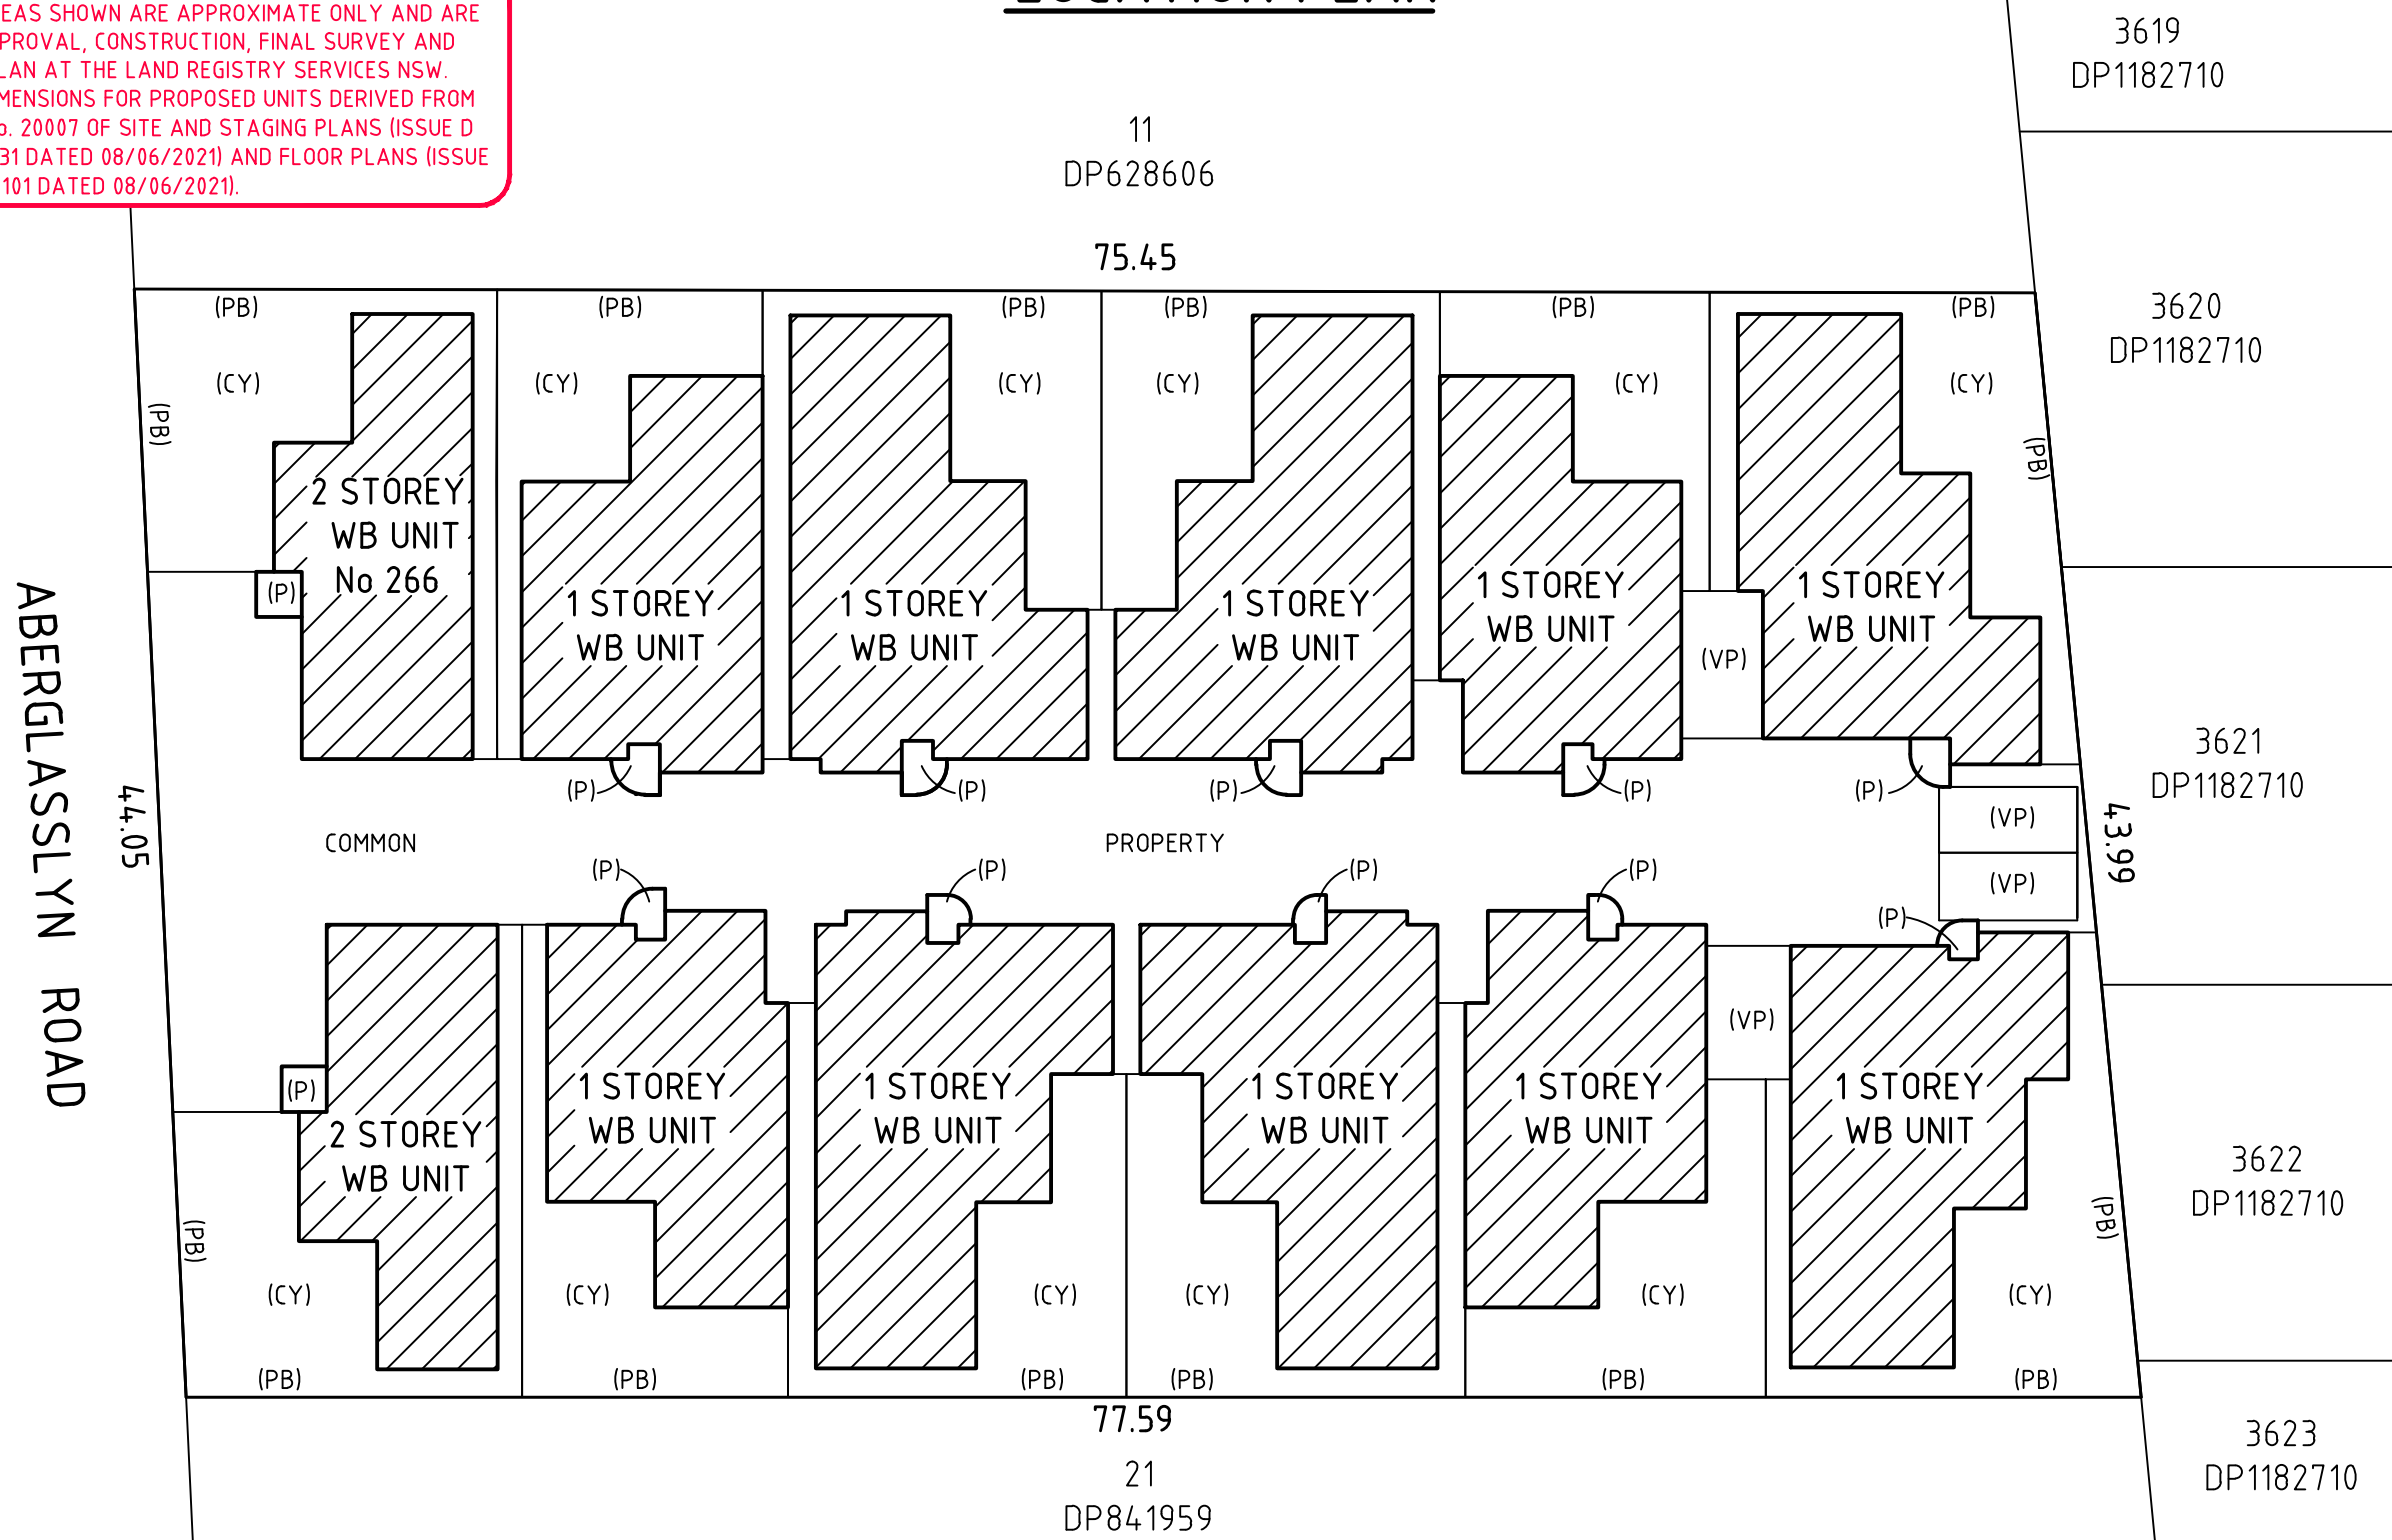 EAS SHOWN ARE APPROXIMATE ONLY AND ARE
PROVAL, CONSTRUCTION, FINAL SURVEY AND
LAN AT THE LAND REGISTRY SERVICES NSW.
MENSIONS FOR PROPOSED UNITS DERIVED FROM
o. 20007 OF SITE AND STAGING PLANS (ISSUE D
31 DATED 08/06/2021) AND FLOOR PLANS (ISSUE
101 DATED 08/06/2021).
LOCATION PLAN
3619
DP1182710
11
DP628606
75.45
3620
DP1182710
(PB)
(PB)
(PB)
(PB)
(PB)
(PB)
(CY)
(CY)
(CY)
(CY)
(CY)
(CY)
(PB)
(PB)
2 STOREY
WB UNIT
No 266
(P)
1 STOREY
WB UNIT
1 STOREY
WB UNIT
1 STOREY
WB UNIT
1 STOREY
WB UNIT
(VP)
1 STOREY
WB UNIT
(P)
(P)
(P)
(P)
(P)
3621
DP1182710
ABERGLASSLYN ROAD
44.05
COMMON PROPERTY
(VP)
(VP)
43.99
(P)
(P)
(P)
(P)
(P)
(P)
2 STOREY
WB UNIT
1 STOREY
WB UNIT
1 STOREY
WB UNIT
1 STOREY
WB UNIT
1 STOREY
WB UNIT
(VP)
1 STOREY
WB UNIT
3622
DP1182710
(PB)
(PB)
(CY)
(CY)
(CY)
(CY)
(CY)
(CY)
(PB)
(PB)
(PB)
(PB)
(PB)
(PB)
77.59
21
DP841959
3623
DP1182710